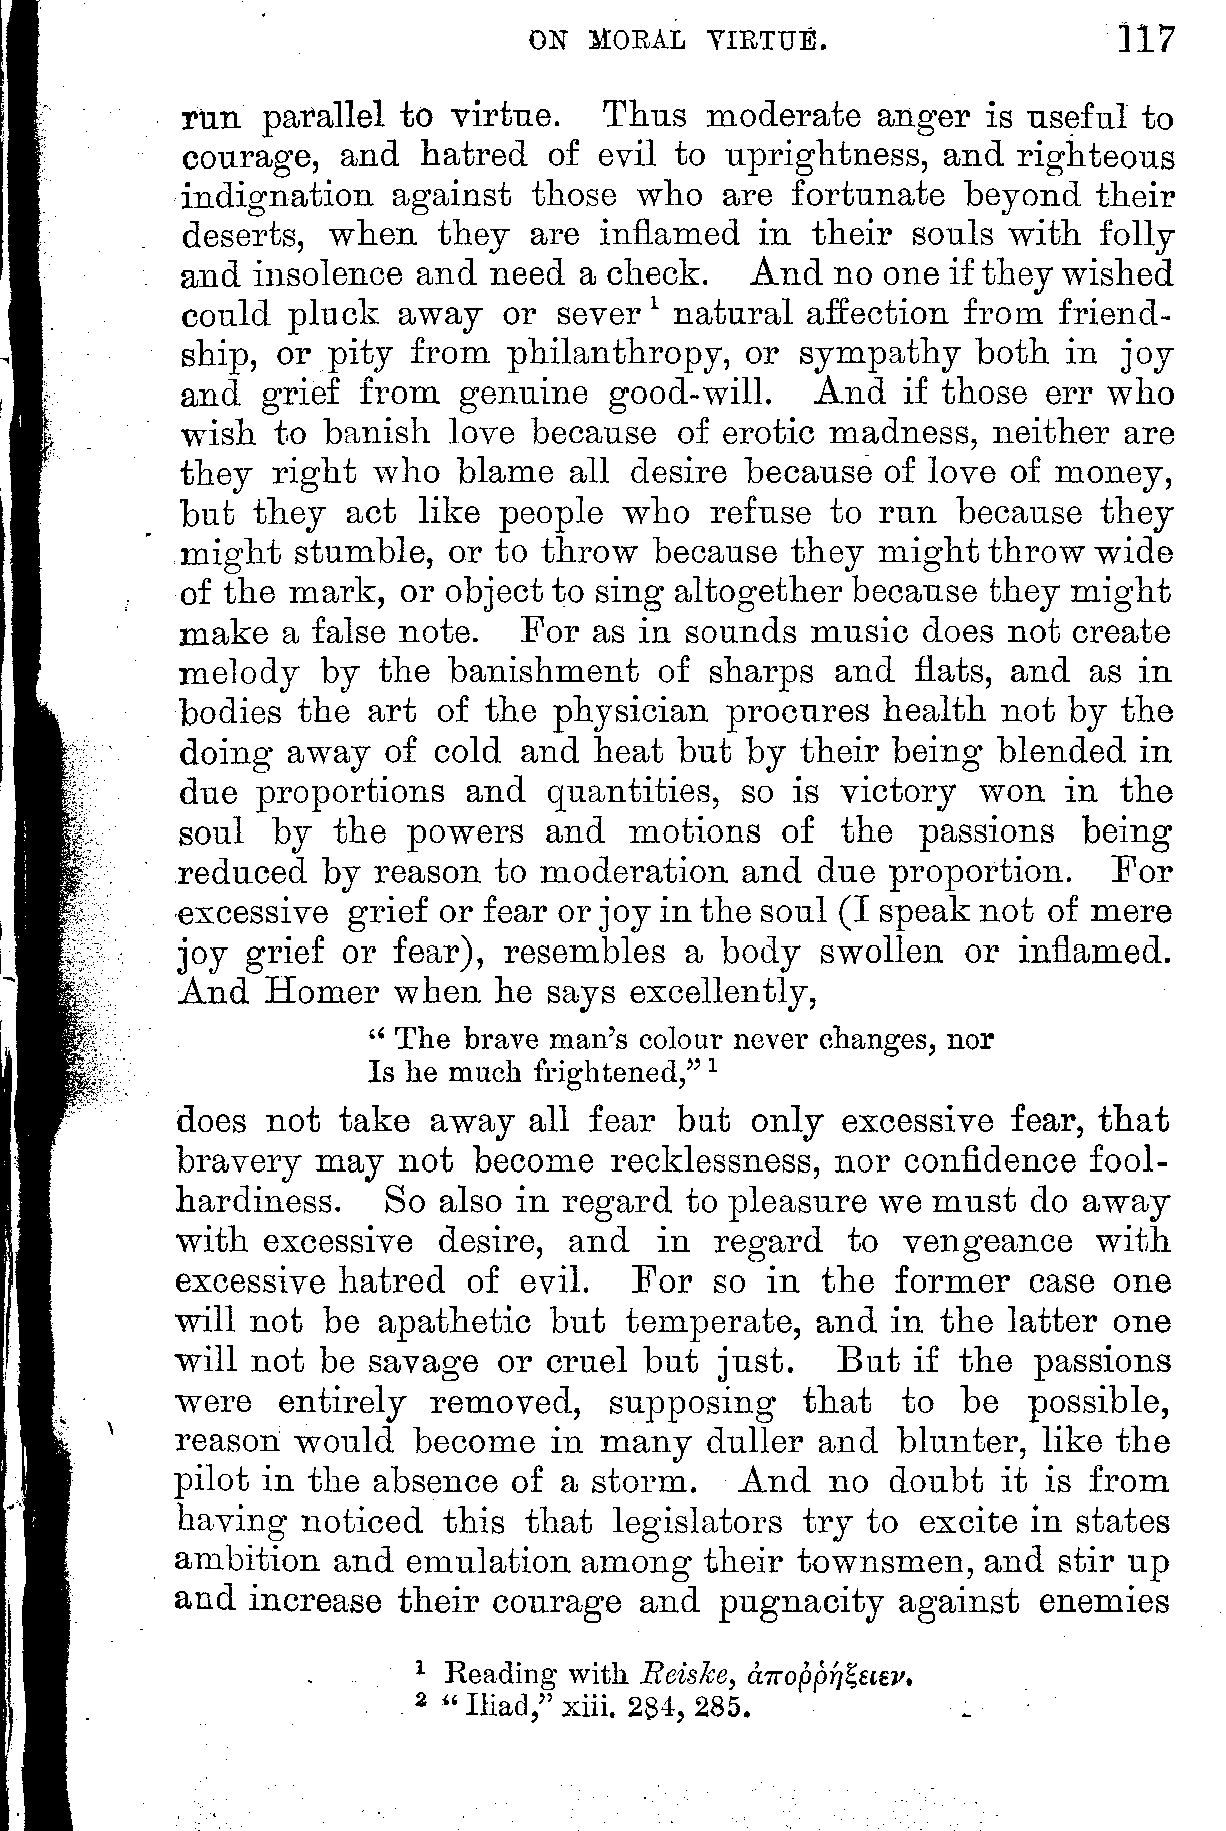 ON MORAL VIRTUE. 117
run parallel to virtue. Thus moderate anger is useful to
courage, and hatred of evil to uprightness, and righteous
indignation against those who are fortunate beyond their
deserts, when they are inflamed in their souls with folly
and insolence and need a check. And no one if they wished
could pluck away or sever ¹ natural affection from friend-
ship, or pity from philanthropy, or sympathy both in joy
and grief from genuine good-will. And if those err who
wish to banish love because of erotic madness, neither are
they right who blame all desire because of love of money,
but they act like people who refuse to run because they
might stumble, or to throw because they might throw wide
of the mark, or object to sing altogether because they might
make a false note. For as in sounds music does not create
melody by the banishment of sharps and flats, and as in
bodies the art of the physician procures health not by the
doing away of cold and heat but by their being blended in
due proportions and quantities, so is victory won in the
soul by the powers and motions of the passions being
reduced by reason to moderation and due proportion. For
excessive grief or fear or joy in the soul (I speak not of mere
joy grief or fear), resembles a body swollen or inflamed.
And Homer when he says excellently,
“ The brave man's colour never changes, nor
Is he much frightened,” ¹
does not take away all fear but only excessive fear, that
bravery may not become recklessness, nor confidence fool-
hardiness. So also in regard to pleasure we must do away
with excessive desire, and in regard to vengeance with
excessive hatred of evil. For so in the former case one
will not be apathetic but temperate, and in the latter one
will not be savage or cruel but just. But if the passions
were entirely removed, supposing that to be possible,
reason would become in many duller and blunter, like the
pilot in the absence of a storm. And no doubt it is from
having noticed this that legislators try to excite in states
ambition and emulation among their townsmen, and stir up
and increase their courage and pugnacity against enemies
¹ Reading with Reiske, ἀποῤῥήξειεν.
² “ Iliad,” xiii. 284, 285.